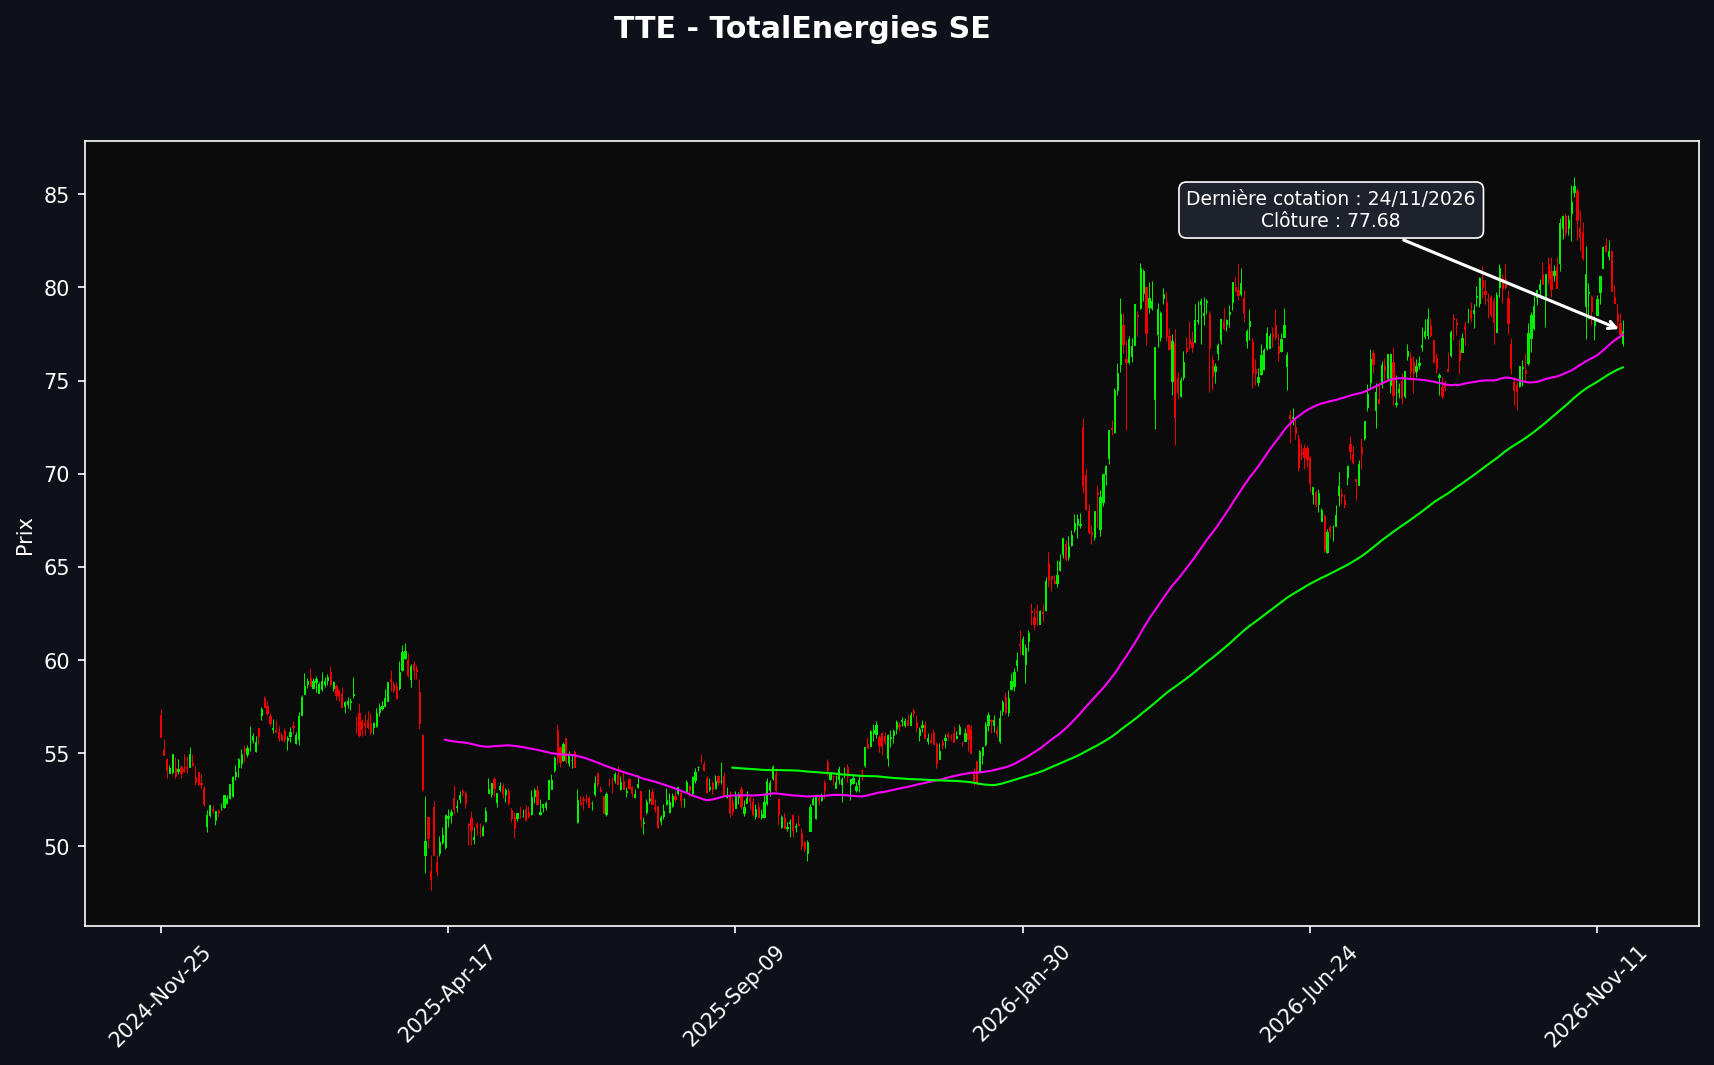 TTE - TotalEnergies SE
Dernière cotation : 24/11/2026
Clôture : 77.68
85
80
75
70
65
60
55
50
Prix
2024-Nov-25
2025-Apr-17
2025-Sep-09
2026-Jan-30
2026-Jun-24
2026-Nov-11